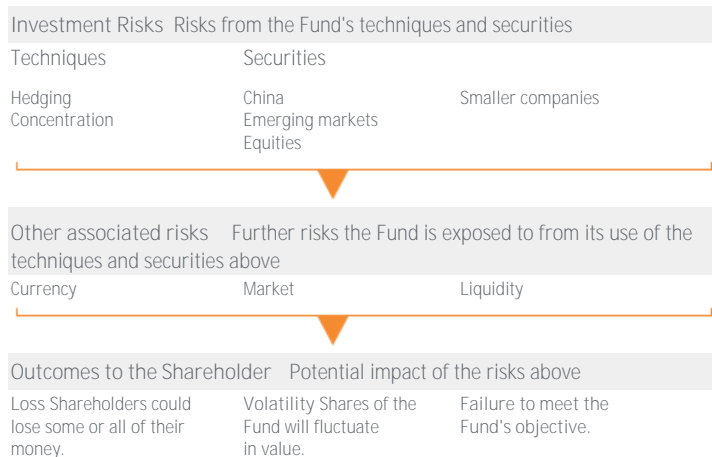 Investment Risks Risks from the Fund's techniques and securities
Techniques
Securities
Hedging
Concentration
China
Emerging markets
Equities
Smaller companies
Other associated risks Further risks the Fund is exposed to from its use of the
techniques and securities above
Currency
Market
Liquidity
Outcomes to the Shareholder Potential impact of the risks above
Loss Shareholders could
lose some or all of their
money.
Volatility Shares of the
Fund will fluctuate
in value.
Failure to meet the
Fund's objective.